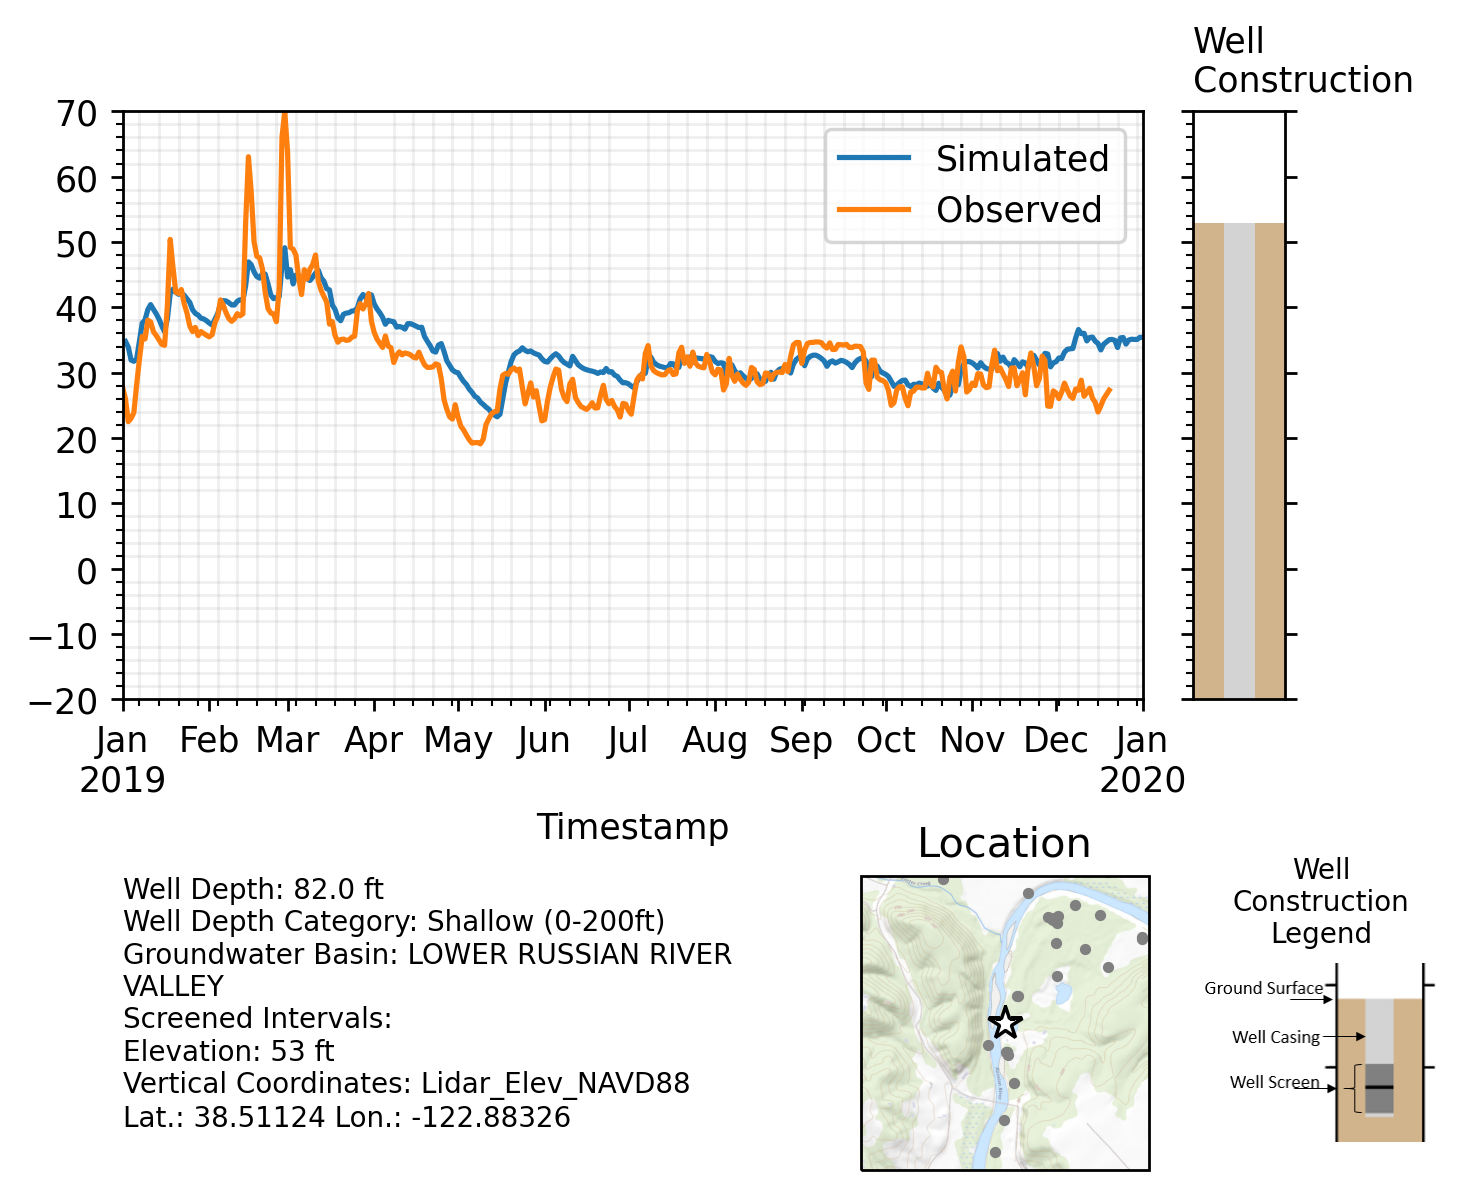 Well
Construction
70
60
50
40
30
20
10
0
−10
−20
Simulated
Observed
Jan Feb Mar Apr May Jun Jul Aug Sep Oct Nov Dec Jan
2019 2020
Timestamp
Well Depth: 82.0 ft
Well Depth Category: Shallow (0-200ft)
Groundwater Basin: LOWER RUSSIAN RIVER
VALLEY
Screened Intervals:
Elevation: 53 ft
Vertical Coordinates: Lidar_Elev_NAVD88
Lat.: 38.51124 Lon.: -122.88326
Location
Well
Construction
Legend
Ground Surface
Well Casing
Well Screen